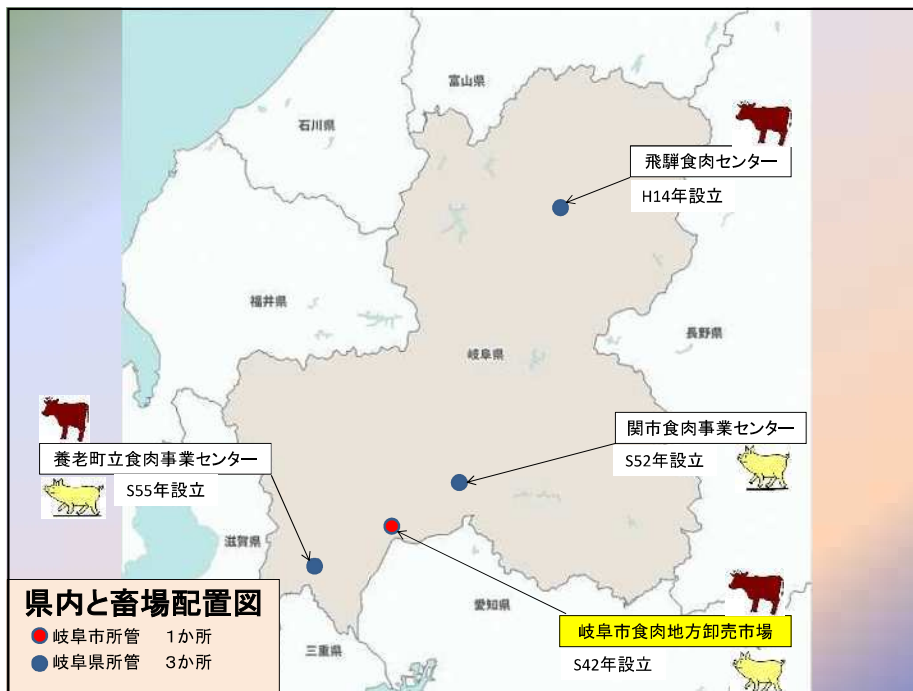 富山県
石川県
飛騨食肉センター
H14年設立
福井県
長野県
岐阜県
関市食肉事業センター
S52年設立
養老町立食肉事業センター
S55年設立
滋賀県
愛知県
岐阜市食肉地方卸売市場
S42年設立
三重県
県内と畜場配置図
岐阜市所管 1か所
岐阜県所管 3か所